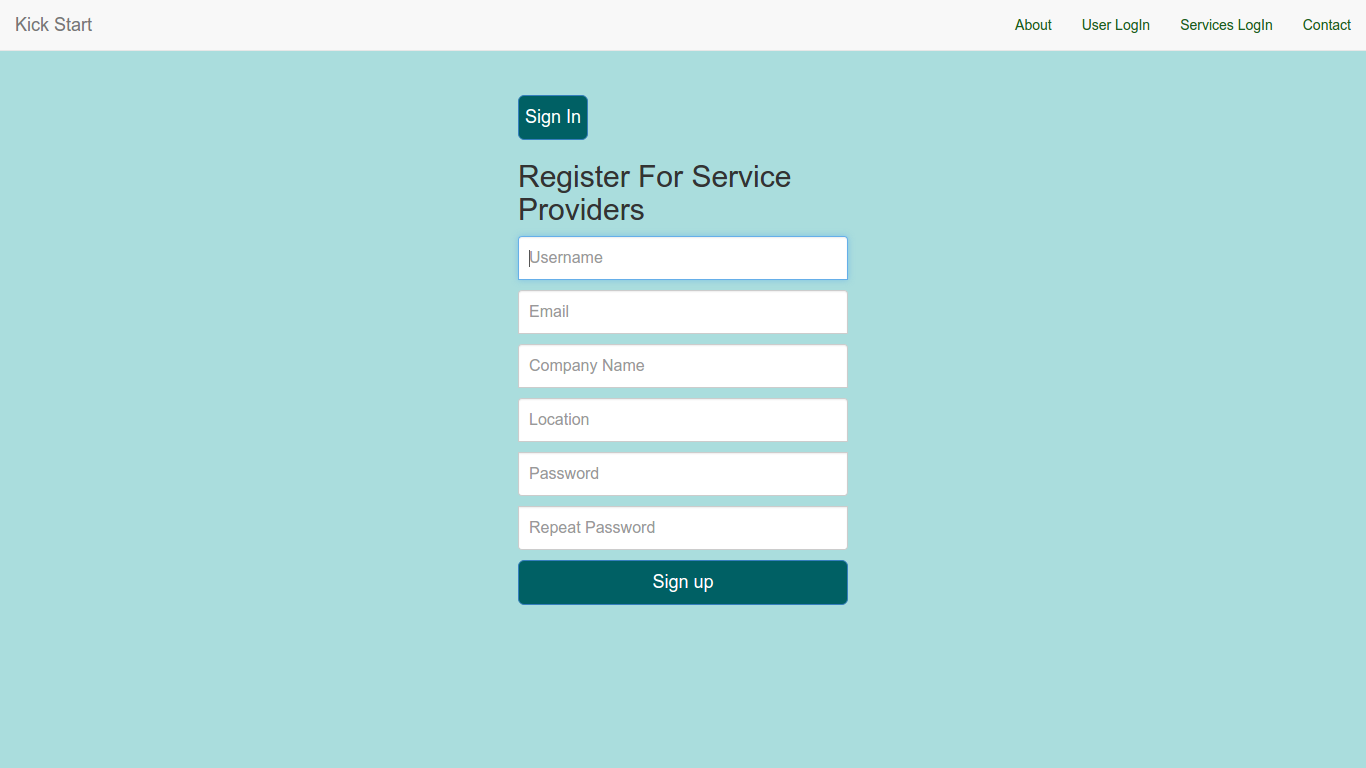 Kick Start
About
User LogIn
Services LogIn
Contact
Sign In
Register For Service
Providers
Username
Email
Company Name
Location
Password
Repeat Password
Sign up